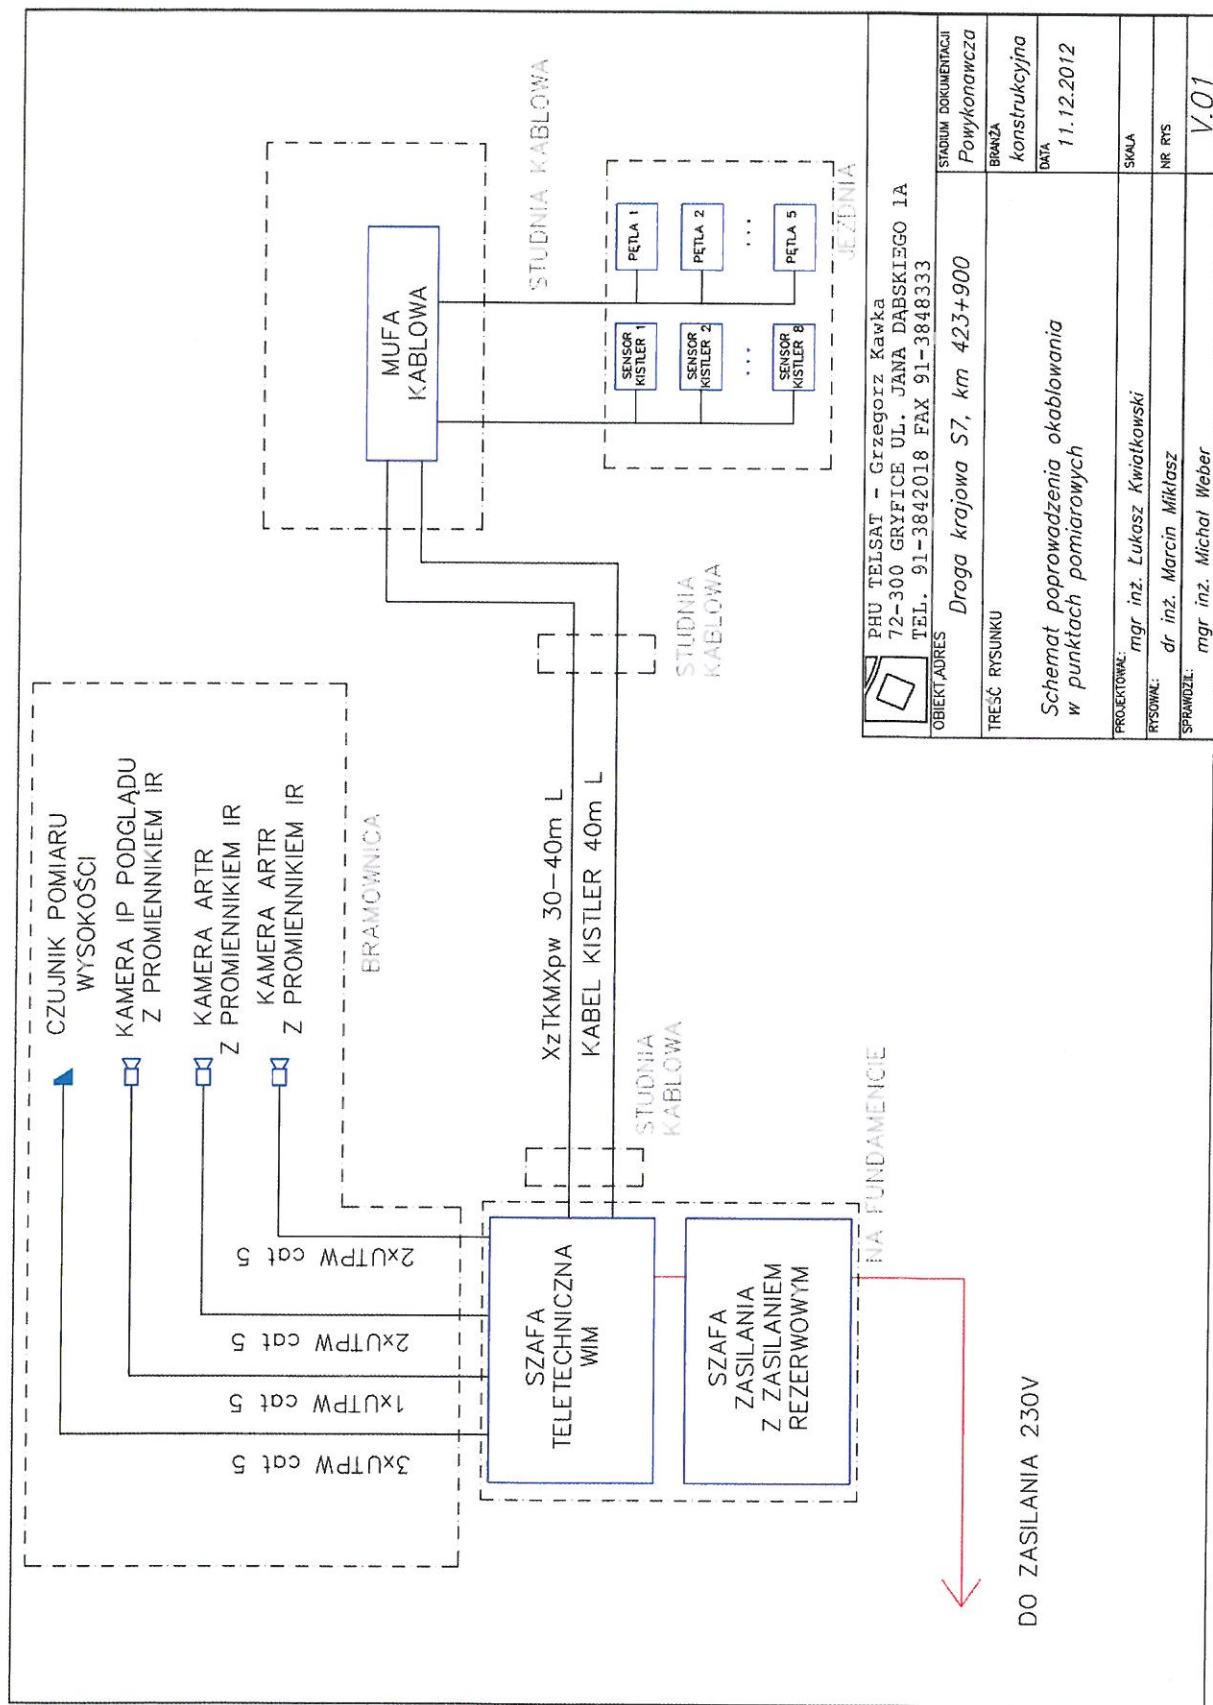 CZUJNIK POMIARU
WYSOKOŚCI
KAMERA IP PODGLĄDU
Z PROMIENNIKIEM IR
KAMERA ARTR
Z PROMIENNIKIEM IR
KAMERA ARTR
Z PROMIENNIKIEM IR
BRAMOWNICA
3xUTPW cat 5
1xUTPW cat 5
2xUTPW cat 5
2xUTPW cat 5
SZAFA
TELETECHNICZNA
WIM
SZAFA
ZASILANIA
Z ZASILANIEM
REZERWOWYM
NA FUNDAMENCIE
DO ZASILANIA 230V
STUDNIA
KABLOWA
XzTKMXpw 30-40m L
KABEL KISTLER 40m L
STUDNIA
KABLOWA
MUFA
KABLOWA
STUDNIA KABLOWA
SENSOR
KISTLER 1
SENSOR
KISTLER 2
...
SENSOR
KISTLER 8
PĘTLA 1
PĘTLA 2
...
PĘTLA 5
JEZDNIA
PHU TELSAT - Grzegorz Kawka
72-300 GRYFICE UL. JANA DĄBSKIEGO 1A
TEL. 91-3842018 FAX 91-3848333
OBIEKT,ADRES
Droga krajowa S7, km 423+900
STADIUM DOKUMENTACJI
Powykonawcza
TREŚĆ RYSUNKU
Schemat poprowadzenia okablowania
w punktach pomiarowych
BRANŻA
konstrukcyjna
DATA
11.12.2012
PROJEKTOWAŁ:
mgr inż. Łukasz Kwiatkowski
SKALA
RYSOWAŁ:
dr inż. Marcin Mikłasz
NR RYS
SPRAWDZIŁ:
mgr inż. Michał Weber
V.01